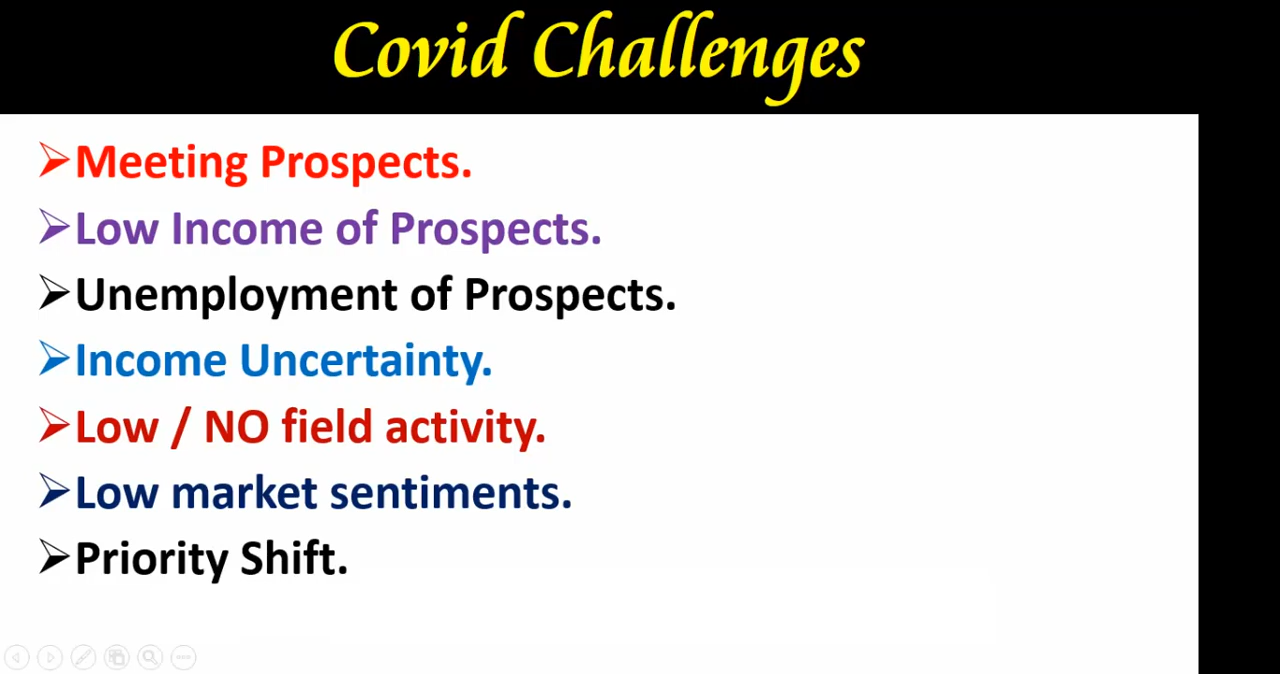 Covid Challenges
Meeting Prospects.
Low Income of Prospects.
Unemployment of Prospects.
Income Uncertainty.
Low / NO field activity.
Low market sentiments.
Priority Shift.